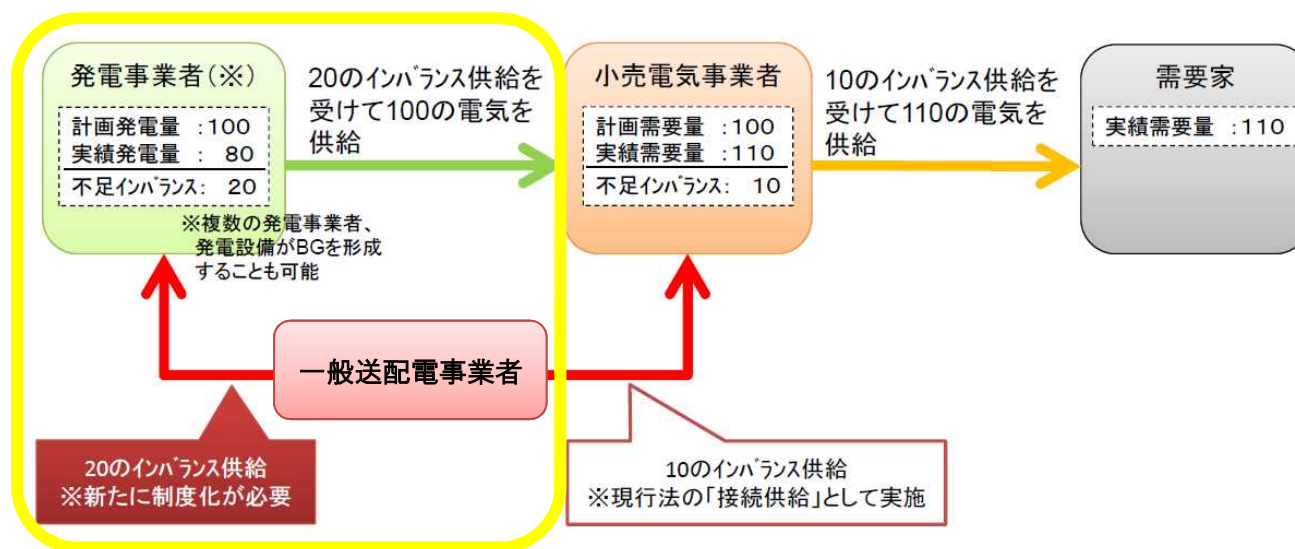 発電事業者(※)
計画発電量 :100
実績発電量 : 80
不足インバランス: 20
※複数の発電事業者、
発電設備がBGを形成
することも可能
20のインバランス供給を
受けて100の電気を
供給
小売電気事業者
計画需要量 :100
実績需要量 :110
不足インバランス: 10
10のインバランス供給を
受けて110の電気を
供給
需要家
実績需要量 :110
一般送配電事業者
20のインバランス供給
※新たに制度化が必要
10のインバランス供給
※現行法の「接続供給」として実施